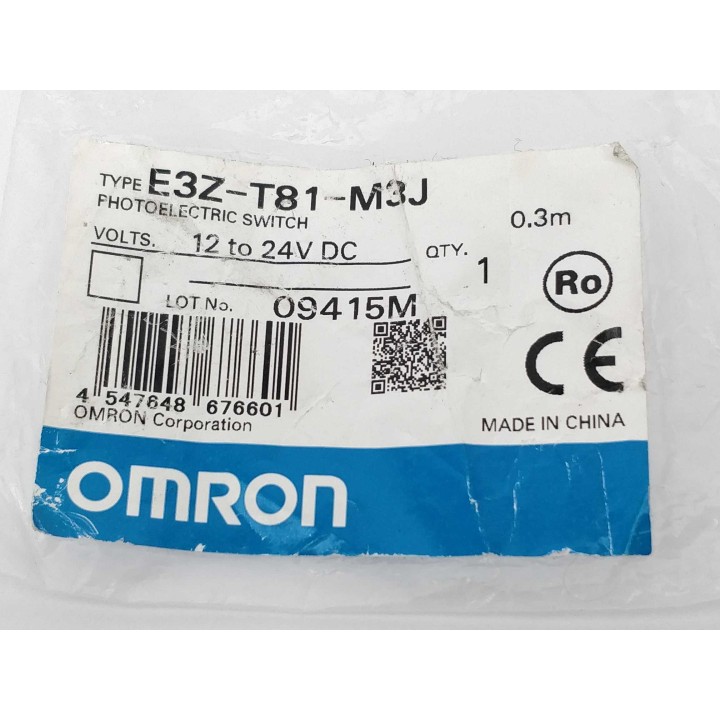 TYPE E3Z-T81-M3J 0.3m
PHOTOELECTRIC SWITCH
VOLTS. 12 to 24V DC QTY. 1
Ro
LOT No. 09415M
CE
4 547648 676601
OMRON Corporation
MADE IN CHINA
OMRON